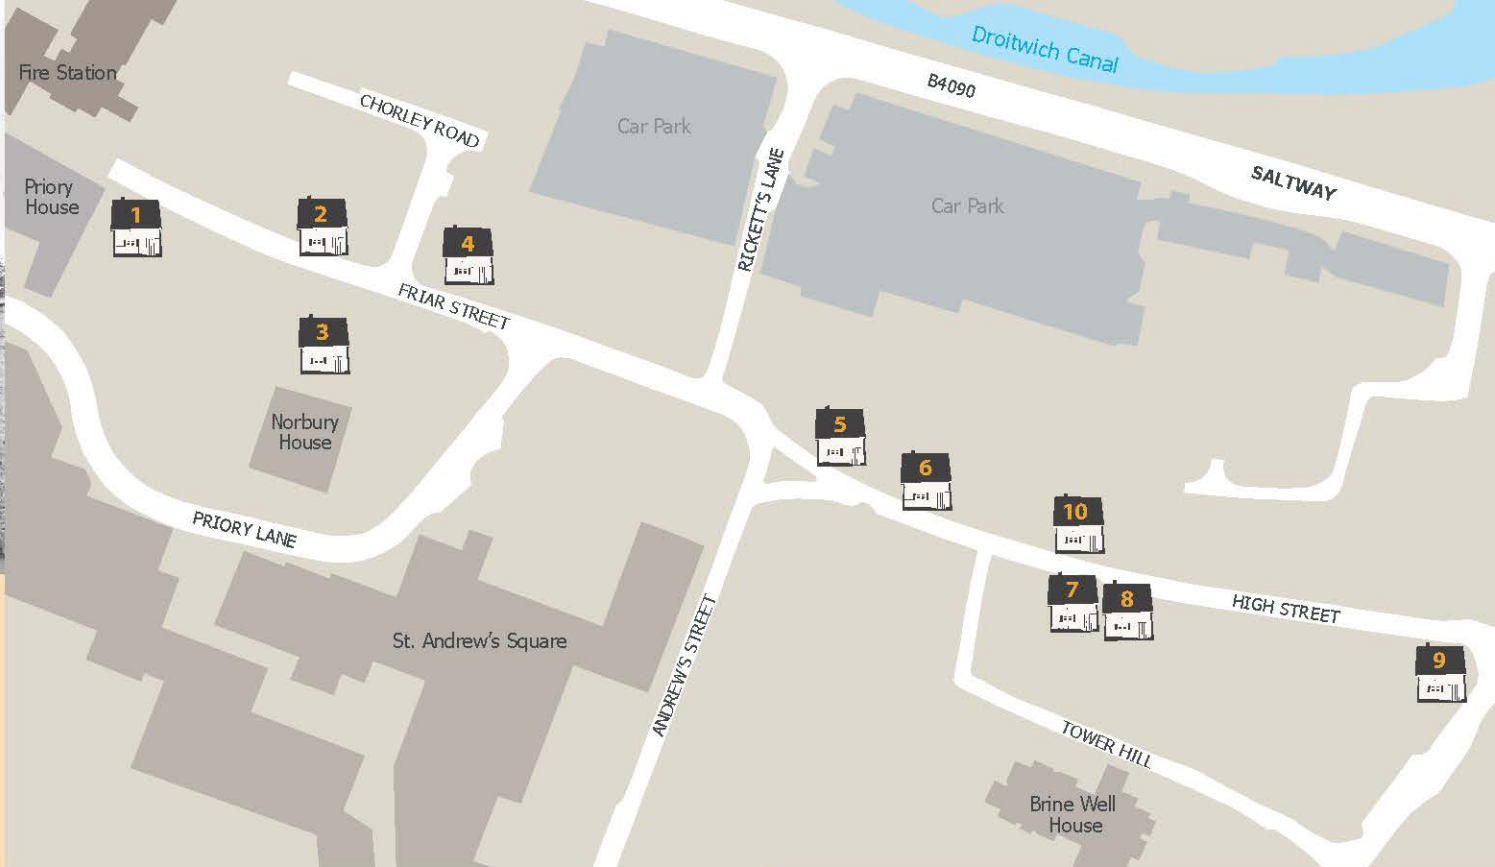 Droitwich Canal
Fire Station
B4090
CHORLEY ROAD
Car Park
RICKETT'S LANE
SALTWAY
Priory
House
Car Park
1
2
4
FRIAR STREET
3
Norbury
House
5
6
PRIORY LANE
10
7
8
HIGH STREET
St. Andrew's Square
ANDREW'S STREET
9
TOWER HILL
Brine Well
House